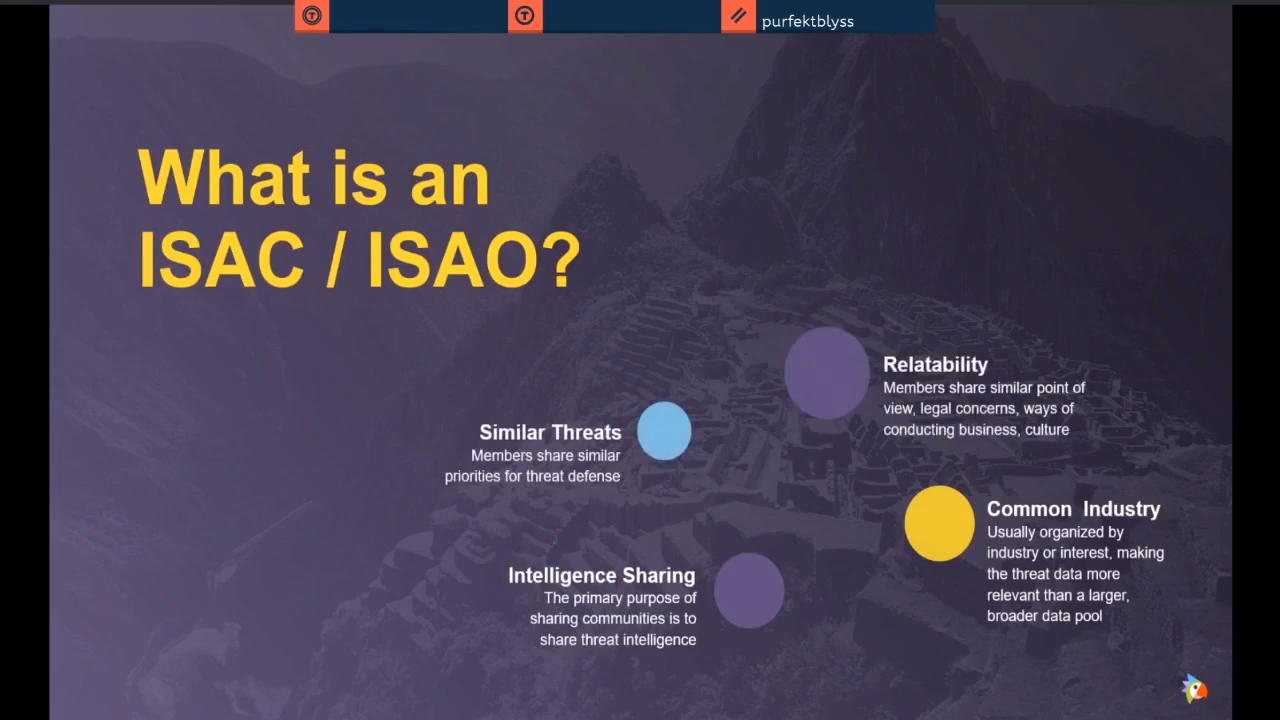 purfektblyss
What is an
ISAC / ISAO?
Relatability
Members share similar point of
view, legal concerns, ways of
conducting business, culture
Similar Threats
Members share similar
priorities for threat defense
Common Industry
Usually organized by
industry or interest, making
the threat data more
relevant than a larger,
broader data pool
Intelligence Sharing
The primary purpose of
sharing communities is to
share threat intelligence